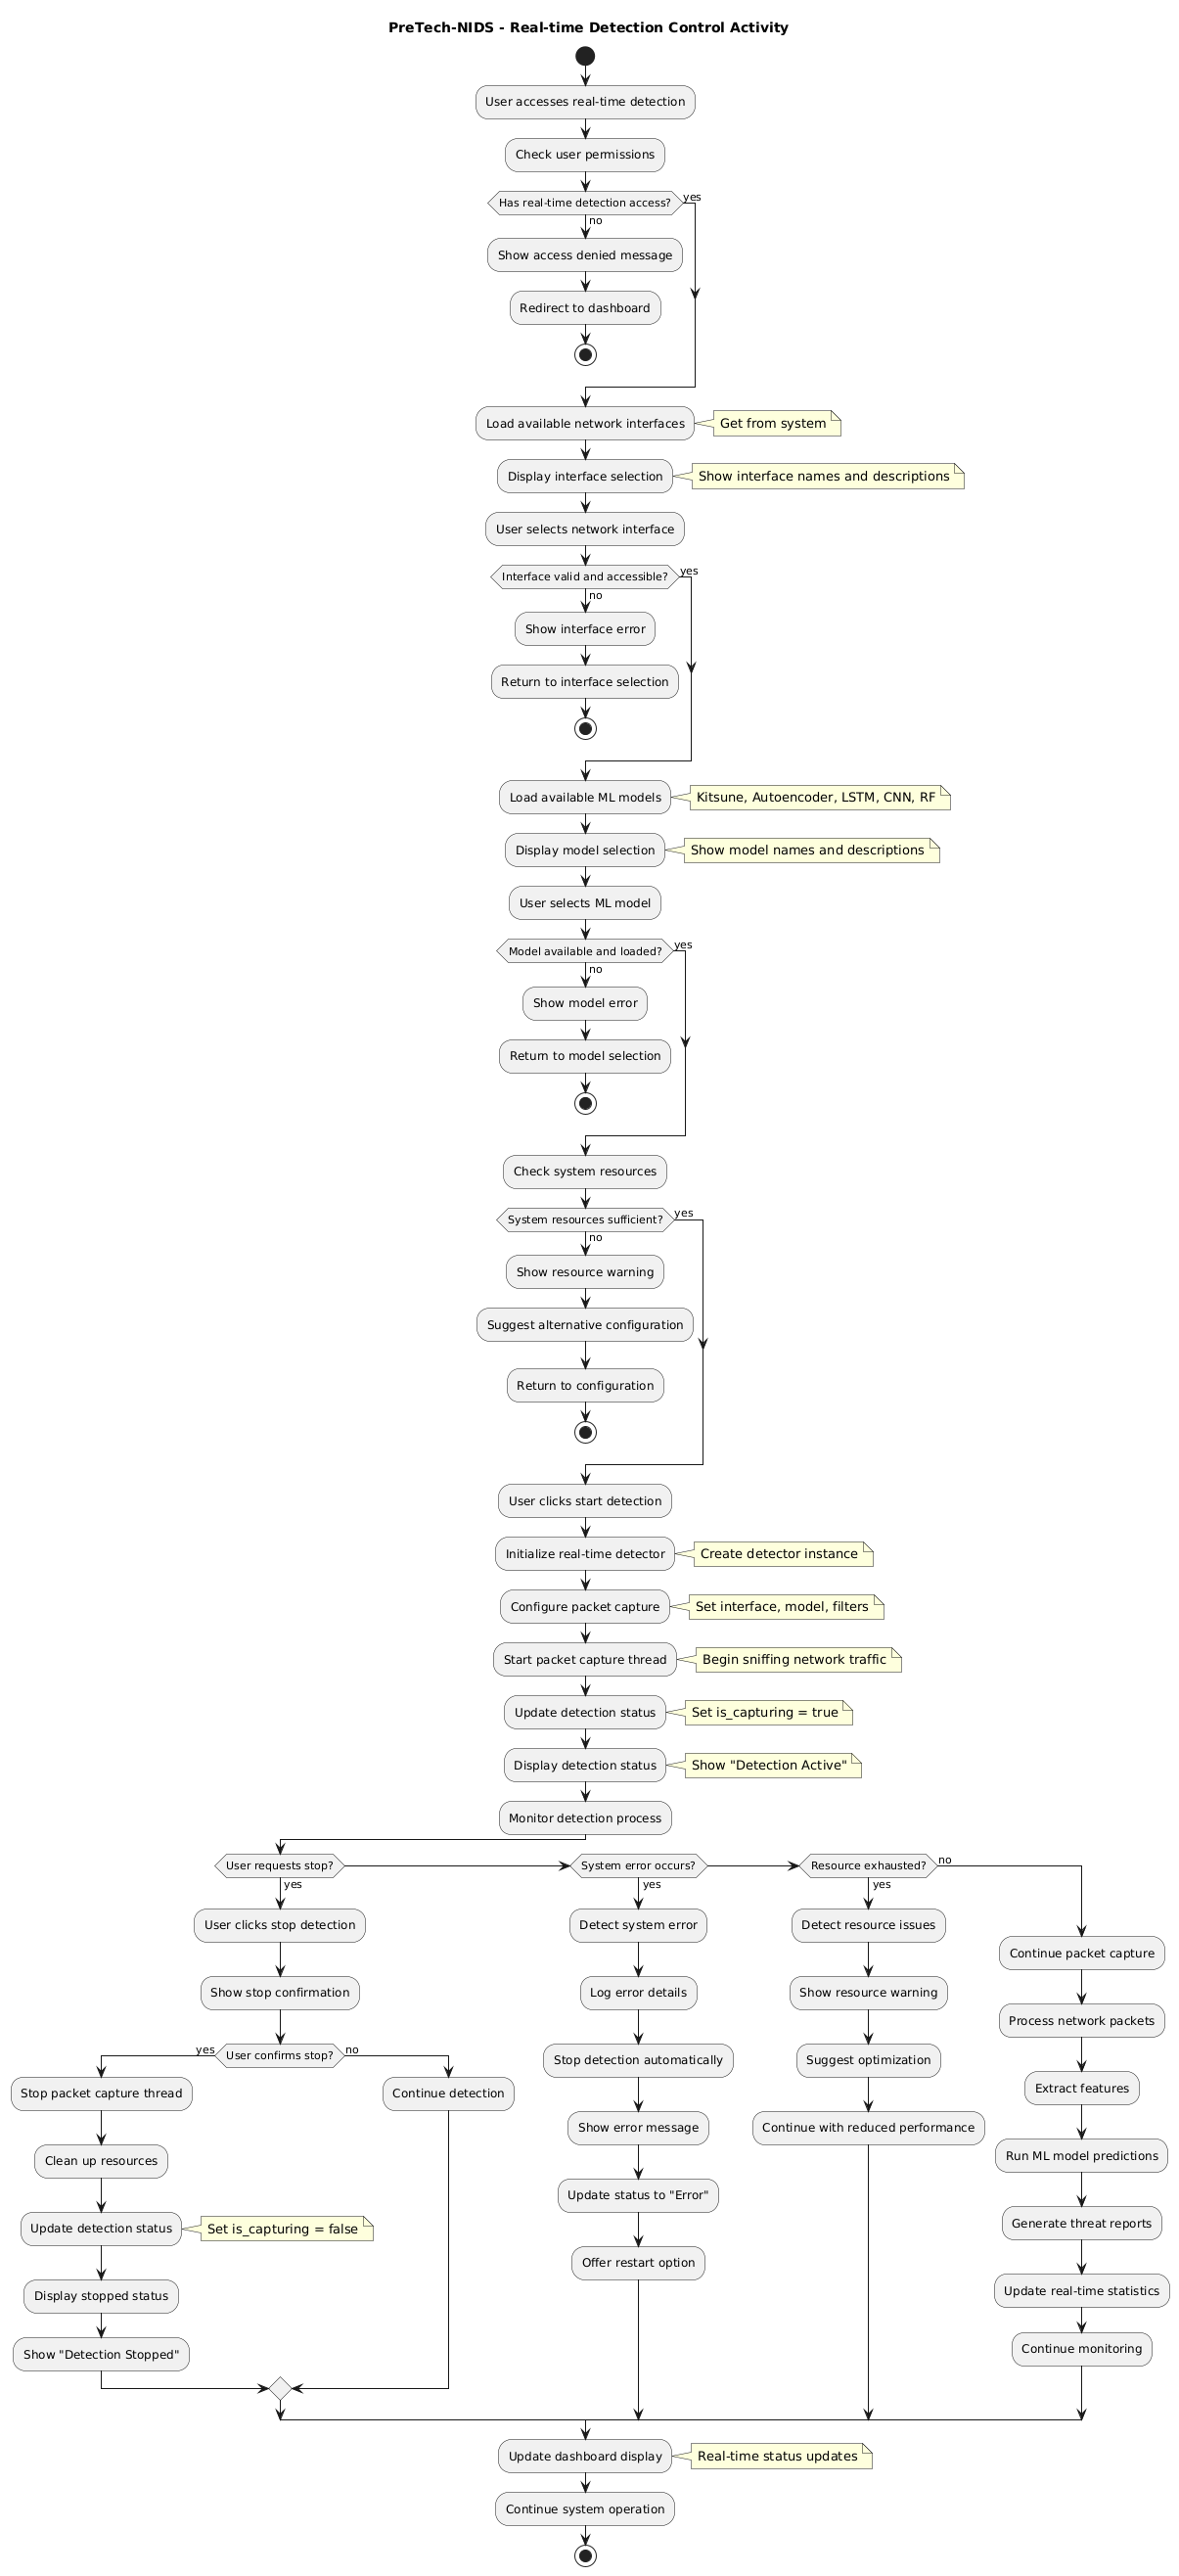 PreTech-NIDS - Real-time Detection Control Activity
User accesses real-time detection
Check user permissions
Has real-time detection access?
yes
no
Show access denied message
Redirect to dashboard
Load available network interfaces
Get from system
Display interface selection
Show interface names and descriptions
User selects network interface
Interface valid and accessible?
yes
no
Show interface error
Return to interface selection
Load available ML models
Kitsune, Autoencoder, LSTM, CNN, RF
Display model selection
Show model names and descriptions
User selects ML model
Model available and loaded?
yes
no
Show model error
Return to model selection
Check system resources
System resources sufficient?
yes
no
Show resource warning
Suggest alternative configuration
Return to configuration
User clicks start detection
Initialize real-time detector
Create detector instance
Configure packet capture
Set interface, model, filters
Start packet capture thread
Begin sniffing network traffic
Update detection status
Set is_capturing = true
Display detection status
Show "Detection Active"
Monitor detection process
User requests stop?
yes
User clicks stop detection
Show stop confirmation
User confirms stop?
yes
no
Stop packet capture thread
Clean up resources
Update detection status
Set is_capturing = false
Display stopped status
Show "Detection Stopped"
Continue detection
System error occurs?
yes
Detect system error
Log error details
Stop detection automatically
Show error message
Update status to "Error"
Offer restart option
Resource exhausted?
yes
no
Detect resource issues
Show resource warning
Suggest optimization
Continue with reduced performance
Continue packet capture
Process network packets
Extract features
Run ML model predictions
Generate threat reports
Update real-time statistics
Continue monitoring
Update dashboard display
Real-time status updates
Continue system operation